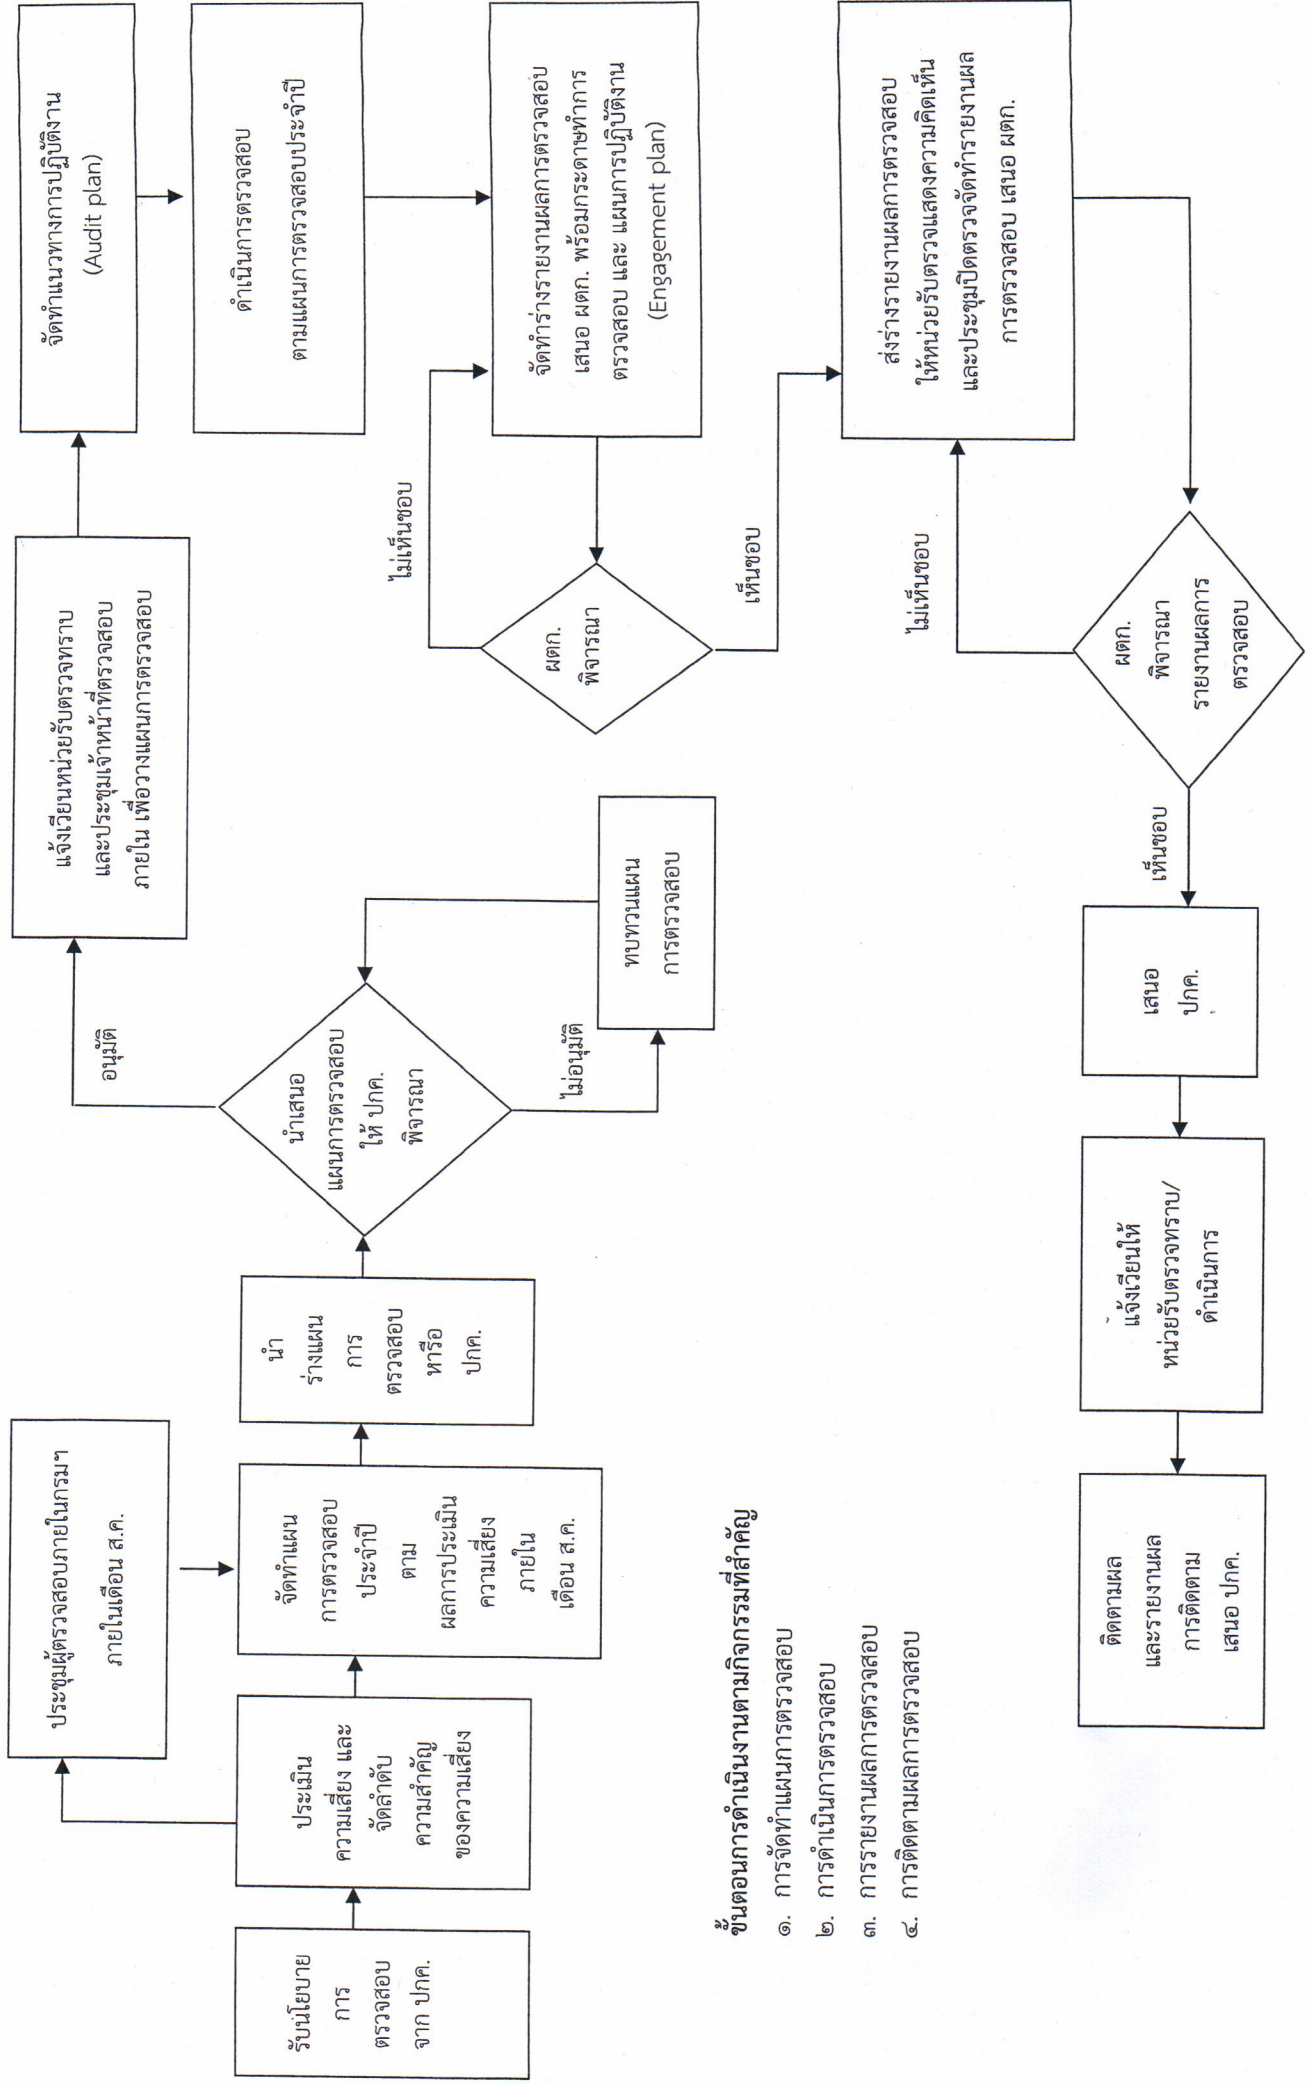 รับนโยบาย
การ
ตรวจสอบ
จาก ปกค.
ประเมิน
ความเสี่ยง และ
จัดลำดับ
ความสำคัญ
ของความเสี่ยง
ประชุมผู้ตรวจสอบภายในกรมฯ
ภายในเดือน ส.ค.
จัดทำแผน
การตรวจสอบ
ประจำปี
ตาม
ผลการประเมิน
ความเสี่ยง
ภายใน
เดือน ส.ค.
นำ
ร่างแผน
การ
ตรวจสอบ
หารือ
ปกค.
นำเสนอ
แผนการตรวจสอบ
ให้ ปกค.
พิจารณา
ไม่อนุมัติ
ทบทวนแผน
การตรวจสอบ
อนุมัติ
แจ้งเวียนหน่วยรับตรวจทราบ
และประชุมเจ้าหน้าที่ตรวจสอบ
ภายใน เพื่อวางแผนการตรวจสอบ
จัดทำแนวทางการปฏิบัติงาน
(Audit plan)
ดำเนินการตรวจสอบ
ตามแผนการตรวจสอบประจำปี
จัดทำร่างรายงานผลการตรวจสอบ
เสนอ ผตก. พร้อมกระดาษทำการ
ตรวจสอบ และ แผนการปฏิบัติงาน
(Engagement plan)
ไม่เห็นชอบ
ผตก.
พิจารณา
เห็นชอบ
ส่งร่างรายงานผลการตรวจสอบ
ให้หน่วยรับตรวจแสดงความคิดเห็น
และประชุมปิดตรวจจัดทำรายงานผล
การตรวจสอบ เสนอ ผตก.
ไม่เห็นชอบ
ผตก.
พิจารณา
รายงานผลการ
ตรวจสอบ
เห็นชอบ
เสนอ
ปกค.
แจ้งเวียนให้
หน่วยรับตรวจทราบ/
ดำเนินการ
ติดตามผล
และรายงานผล
การติดตาม
เสนอ ปกค.
ขั้นตอนการดำเนินงานตามกิจกรรมที่สำคัญ
๑. การจัดทำแผนการตรวจสอบ
๒. การดำเนินการตรวจสอบ
๓. การรายงานผลการตรวจสอบ
๔. การติดตามผลการตรวจสอบ